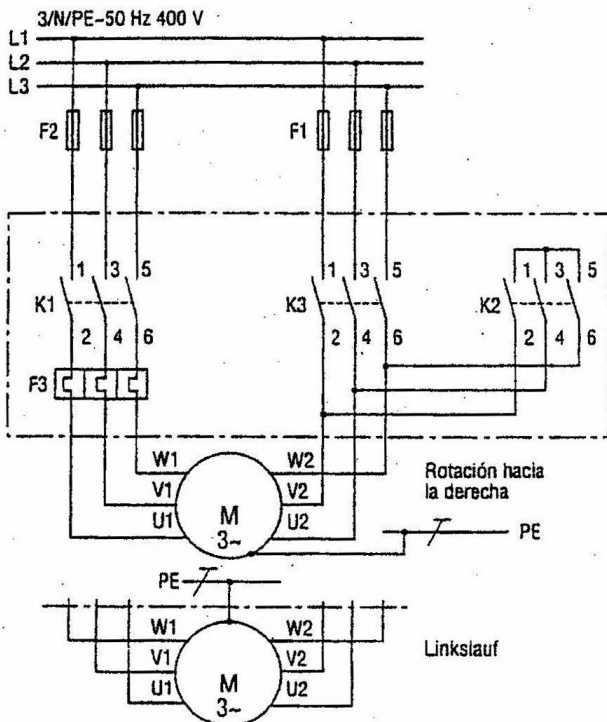 3/N/PE~50 Hz 400 V
L1
L2
L3
F2 F1
1 3 5 1 3 5 1 3 5
K1 K3 K2
2 4 6 2 4 6 2 4 6
F3
W1 W2
V1 V2
U1 U2
M
3~
Rotación hacia
la derecha
PE
PE
W1 W2
V1 V2
U1 U2
M
3~
Linkslauf